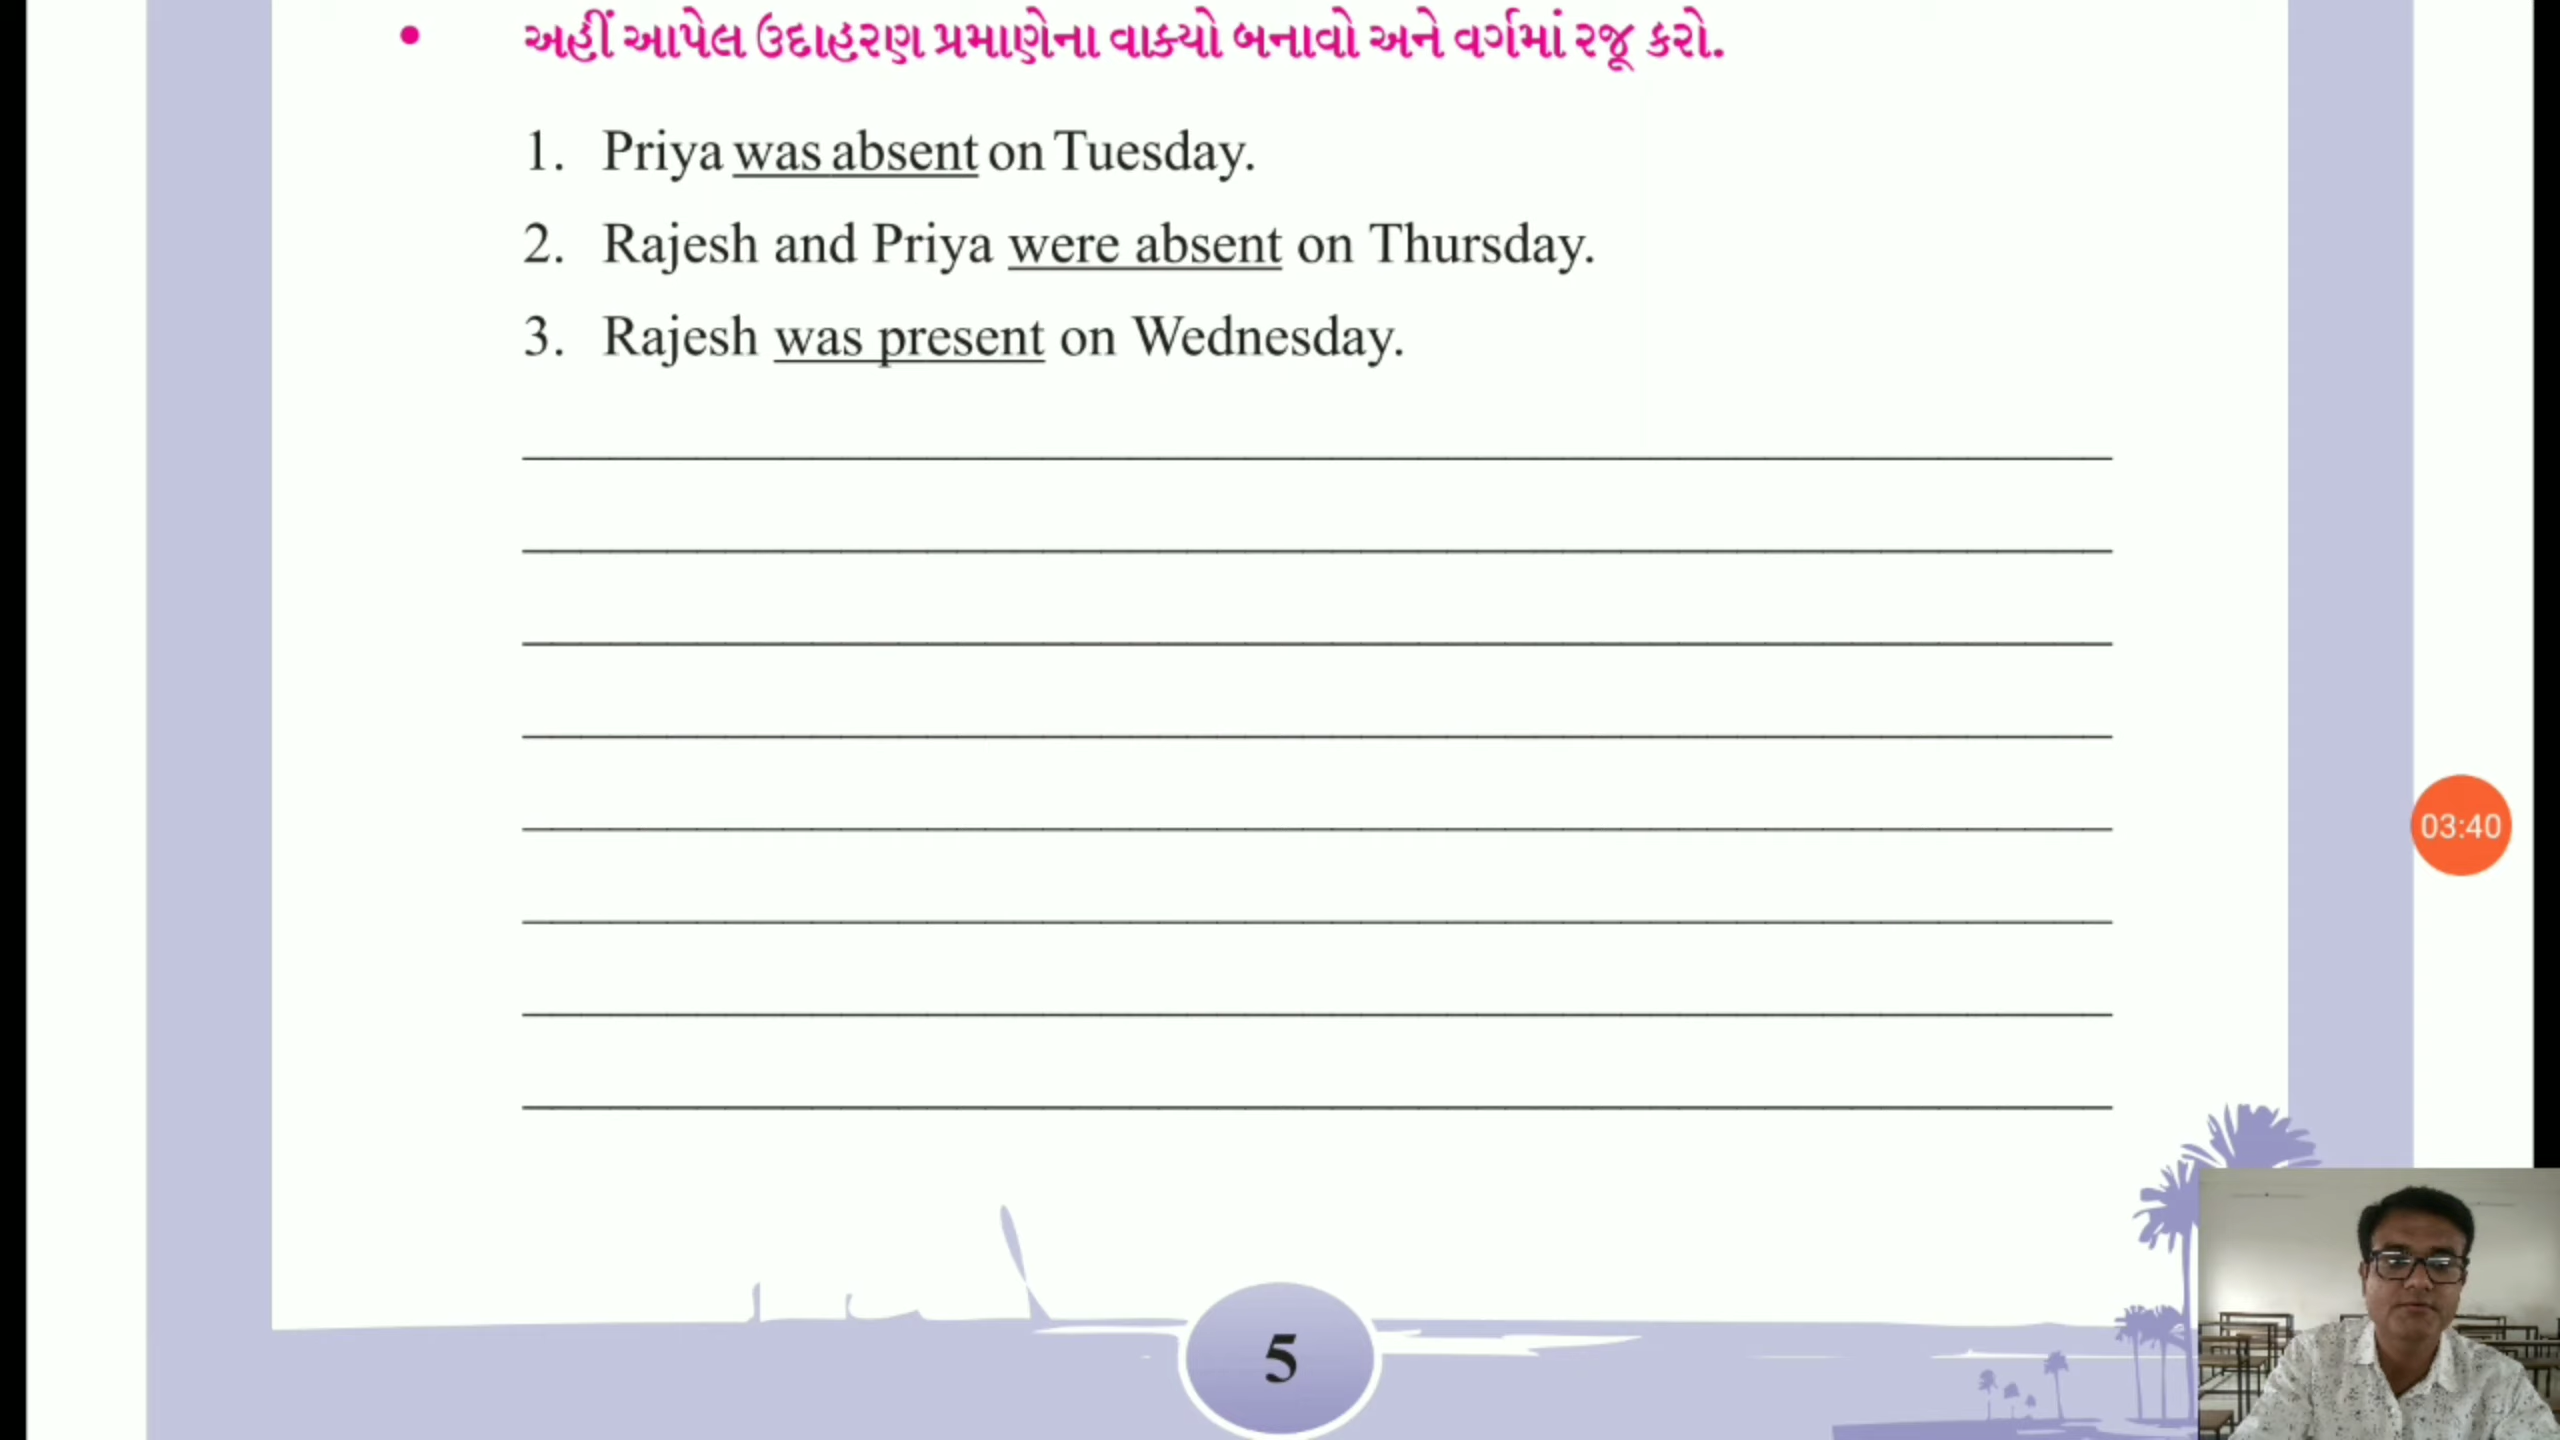 • અહીં આપેલ ઉદાહરણ પ્રમાણેના વાક્યો બનાવો અને વર્ગમાં રજૂ કરો.
1. Priya was absent on Tuesday.
2. Rajesh and Priya were absent on Thursday.
3. Rajesh was present on Wednesday.
03:40
5